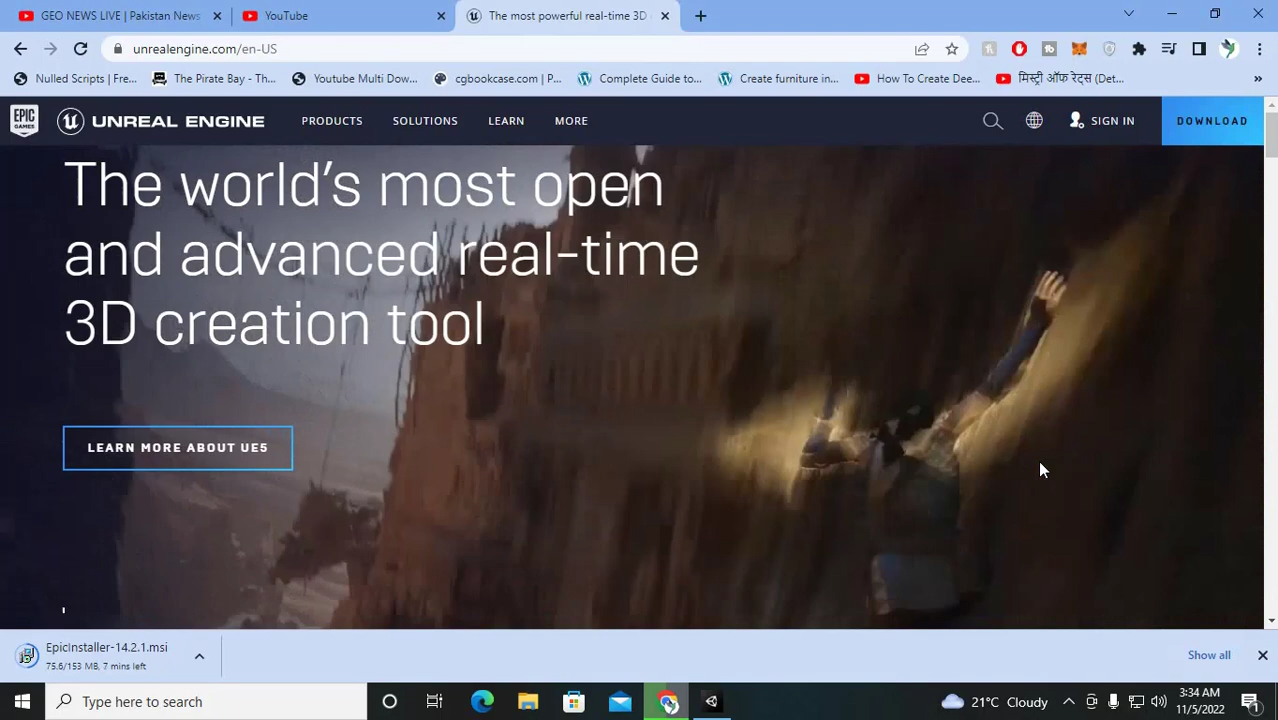 GEO NEWS LIVE | Pakistan News
YouTube
The most powerful real-time 3D
unrealengine.com/en-US
Nulled Scripts | Fre...
The Pirate Bay - Th...
Youtube Multi Dow...
cgbookcase.com | P...
Complete Guide to...
Create furniture in...
How To Create Dee...
मिस्ट्री ऑफ रेट्स (Det...
EPIC GAMES
UNREAL ENGINE
PRODUCTS
SOLUTIONS
LEARN
MORE
SIGN IN
DOWNLOAD
The world's most open
and advanced real-time
3D creation tool
LEARN MORE ABOUT UE5
EpicInstaller-14.2.1.msi
75.6/153 MB, 7 mins left
Show all
Type here to search
21°C Cloudy
3:34 AM
11/5/2022
1